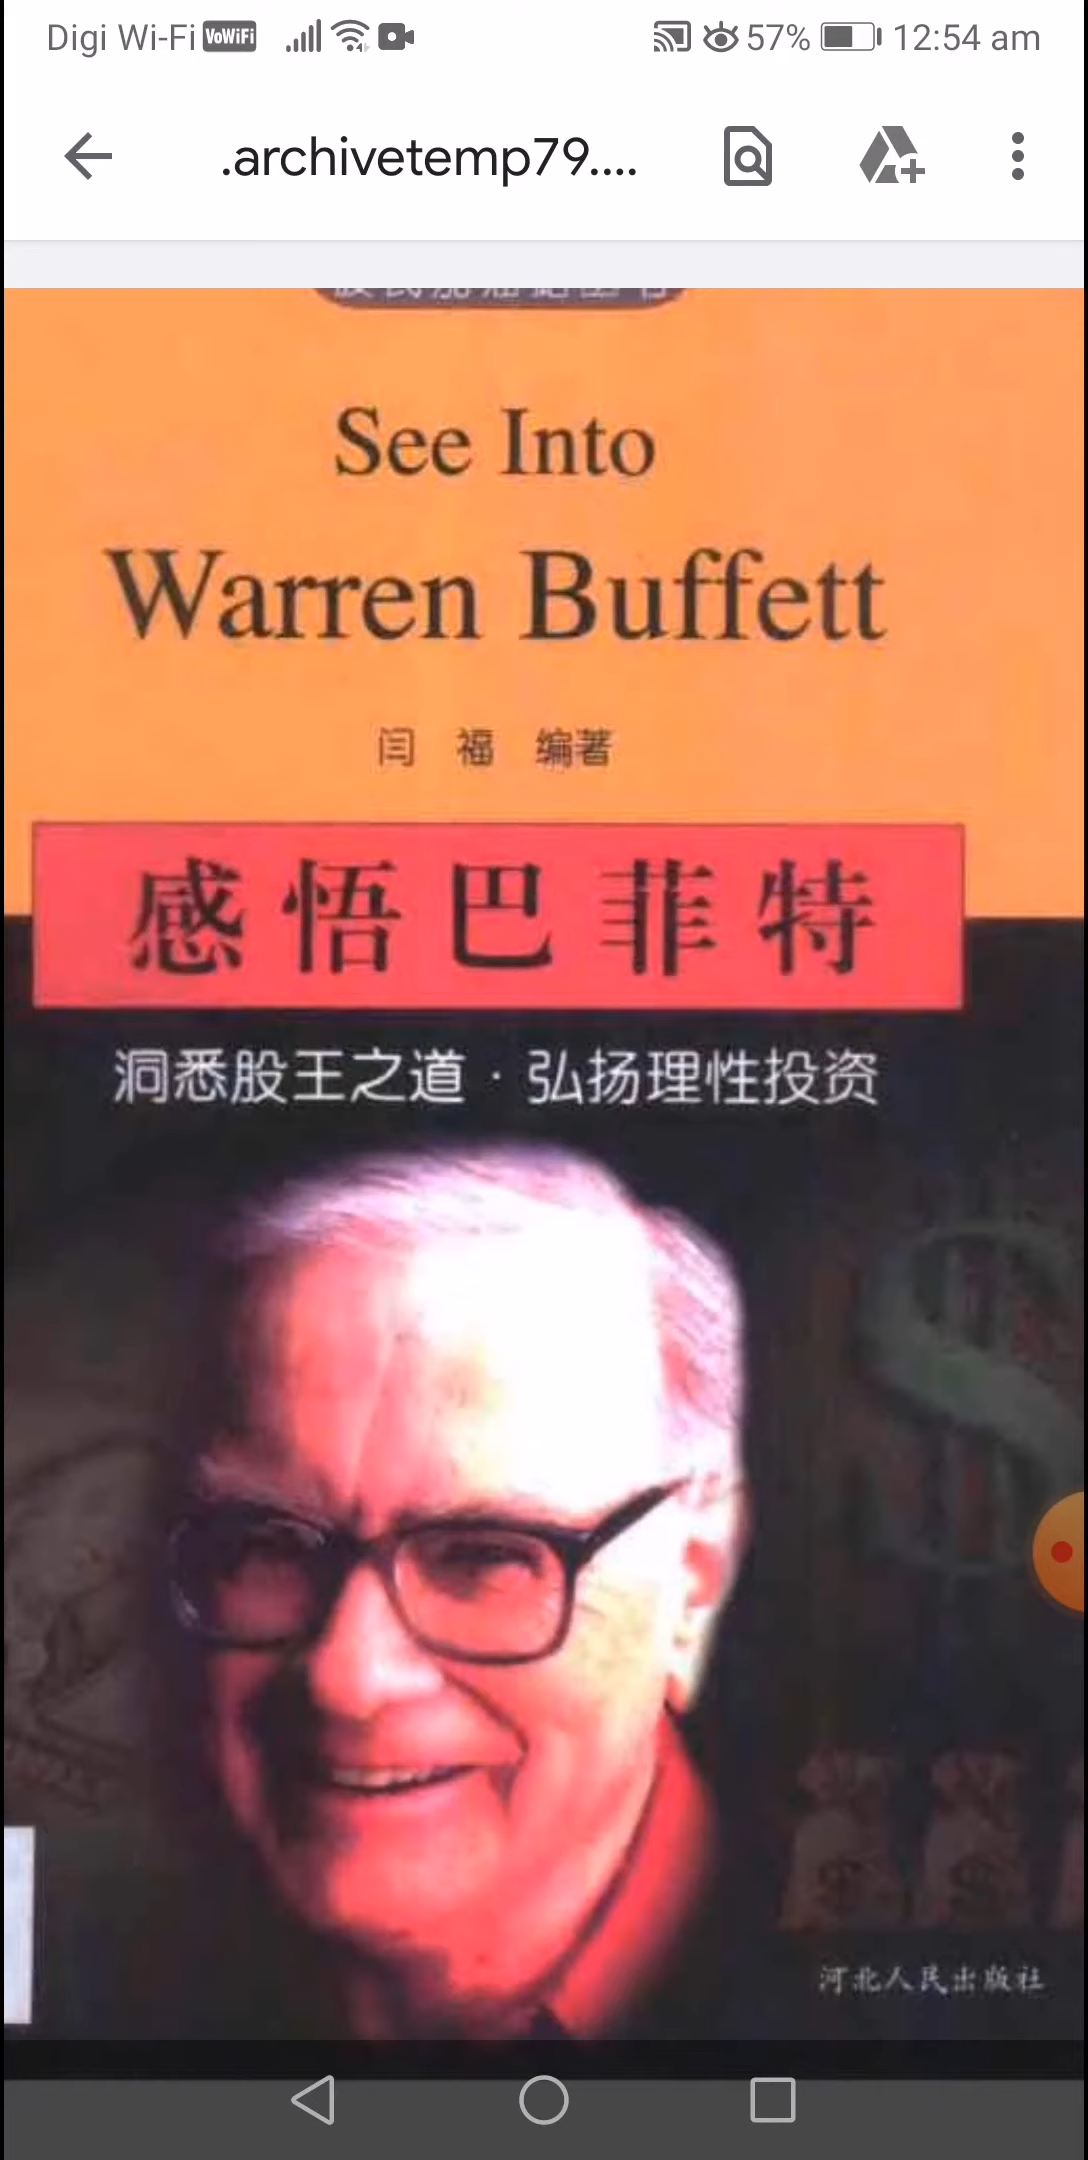 Digi Wi-Fi VoWiFi 57% 12:54 am
.archivetemp79....
See Into
Warren Buffett
闫 福 编著
感悟巴菲特
洞悉股王之道·弘扬理性投资
河北人民出版社